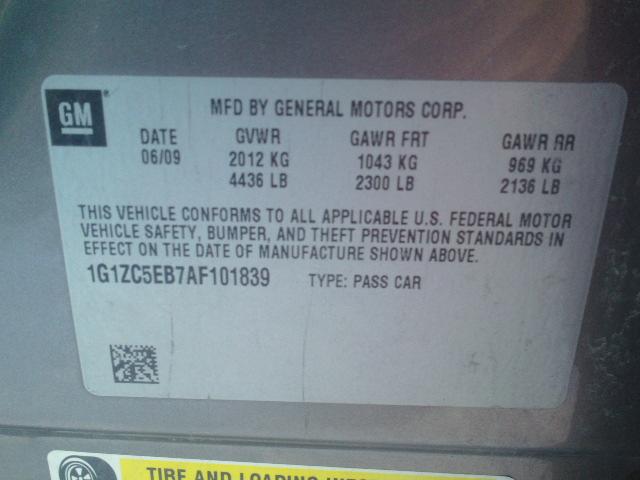 GM
MFD BY GENERAL MOTORS CORP.
DATE GVWR GAWR FRT GAWR RR
06/09 2012 KG 1043 KG 969 KG
4436 LB 2300 LB 2136 LB
THIS VEHICLE CONFORMS TO ALL APPLICABLE U.S. FEDERAL MOTOR
VEHICLE SAFETY, BUMPER, AND THEFT PREVENTION STANDARDS IN
EFFECT ON THE DATE OF MANUFACTURE SHOWN ABOVE.
1G1ZC5EB7AF101839 TYPE: PASS CAR
TIRE AND LOADING